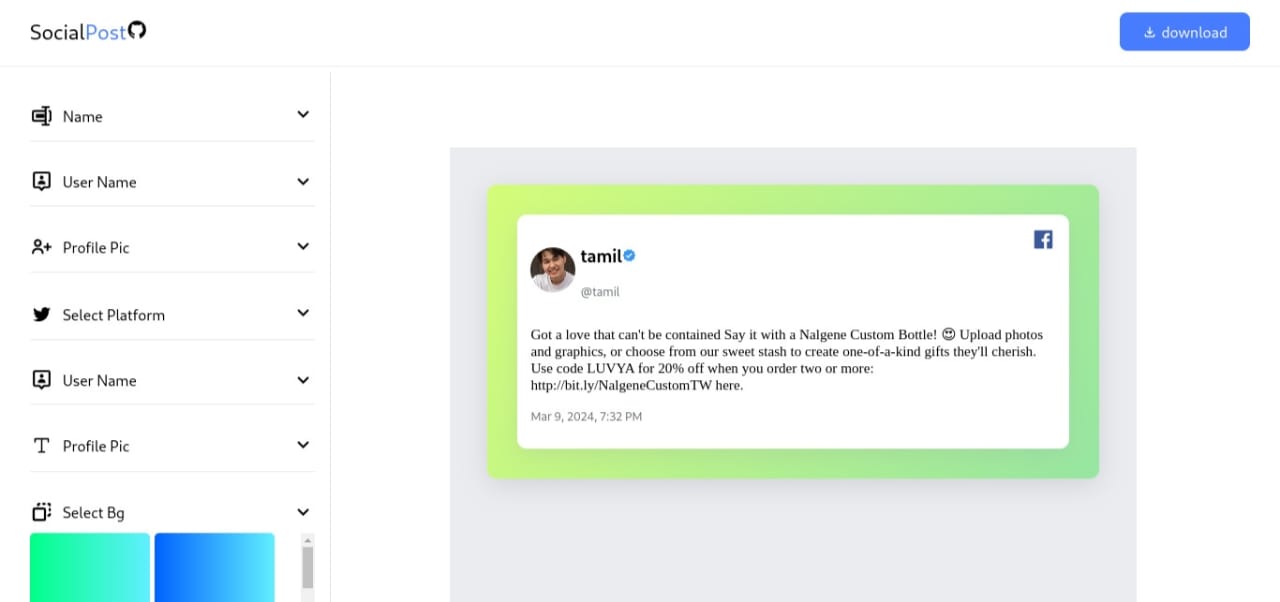 SocialPost
download
Name
User Name
Profile Pic
Select Platform
User Name
Profile Pic
Select Bg
tamil
@tamil
Got a love that can't be contained Say it with a Nalgene Custom Bottle! 😍 Upload photos
and graphics, or choose from our sweet stash to create one-of-a-kind gifts they'll cherish.
Use code LUVYA for 20% off when you order two or more:
http://bit.ly/NalgeneCustomTW here.
Mar 9, 2024, 7:32 PM